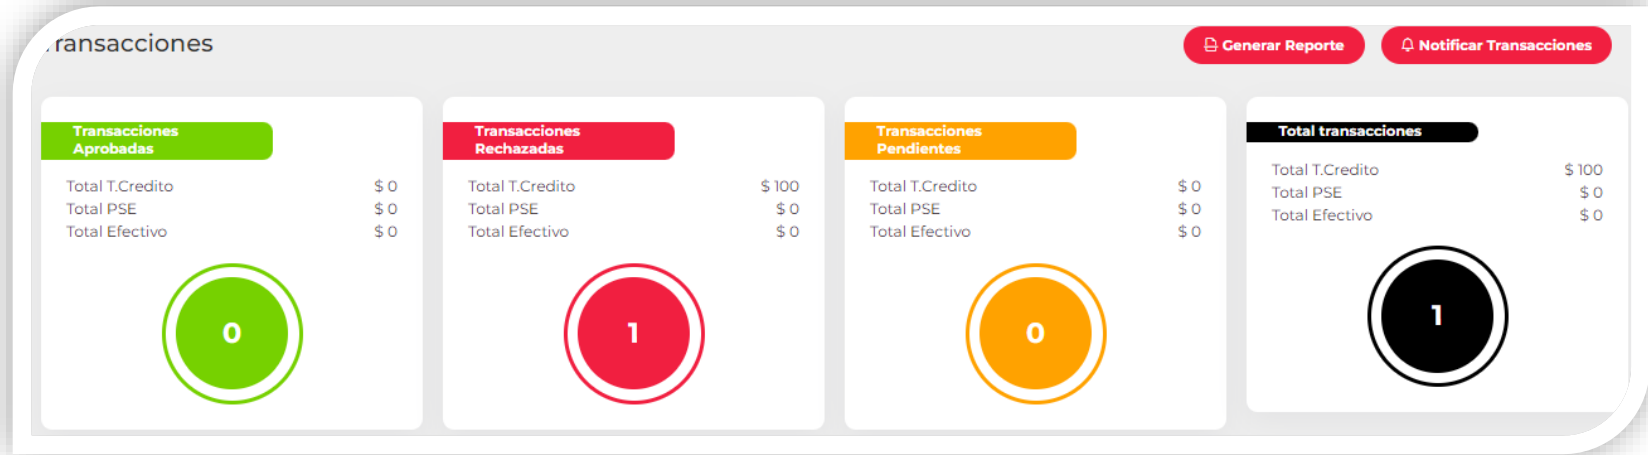 Transacciones
Generar Reporte
Notificar Transacciones
Transacciones
Aprobadas
Total T.Credito $ 0
Total PSE $ 0
Total Efectivo $ 0
0
Transacciones
Rechazadas
Total T.Credito $ 100
Total PSE $ 0
Total Efectivo $ 0
1
Transacciones
Pendientes
Total T.Credito $ 0
Total PSE $ 0
Total Efectivo $ 0
0
Total transacciones
Total T.Credito $ 100
Total PSE $ 0
Total Efectivo $ 0
1